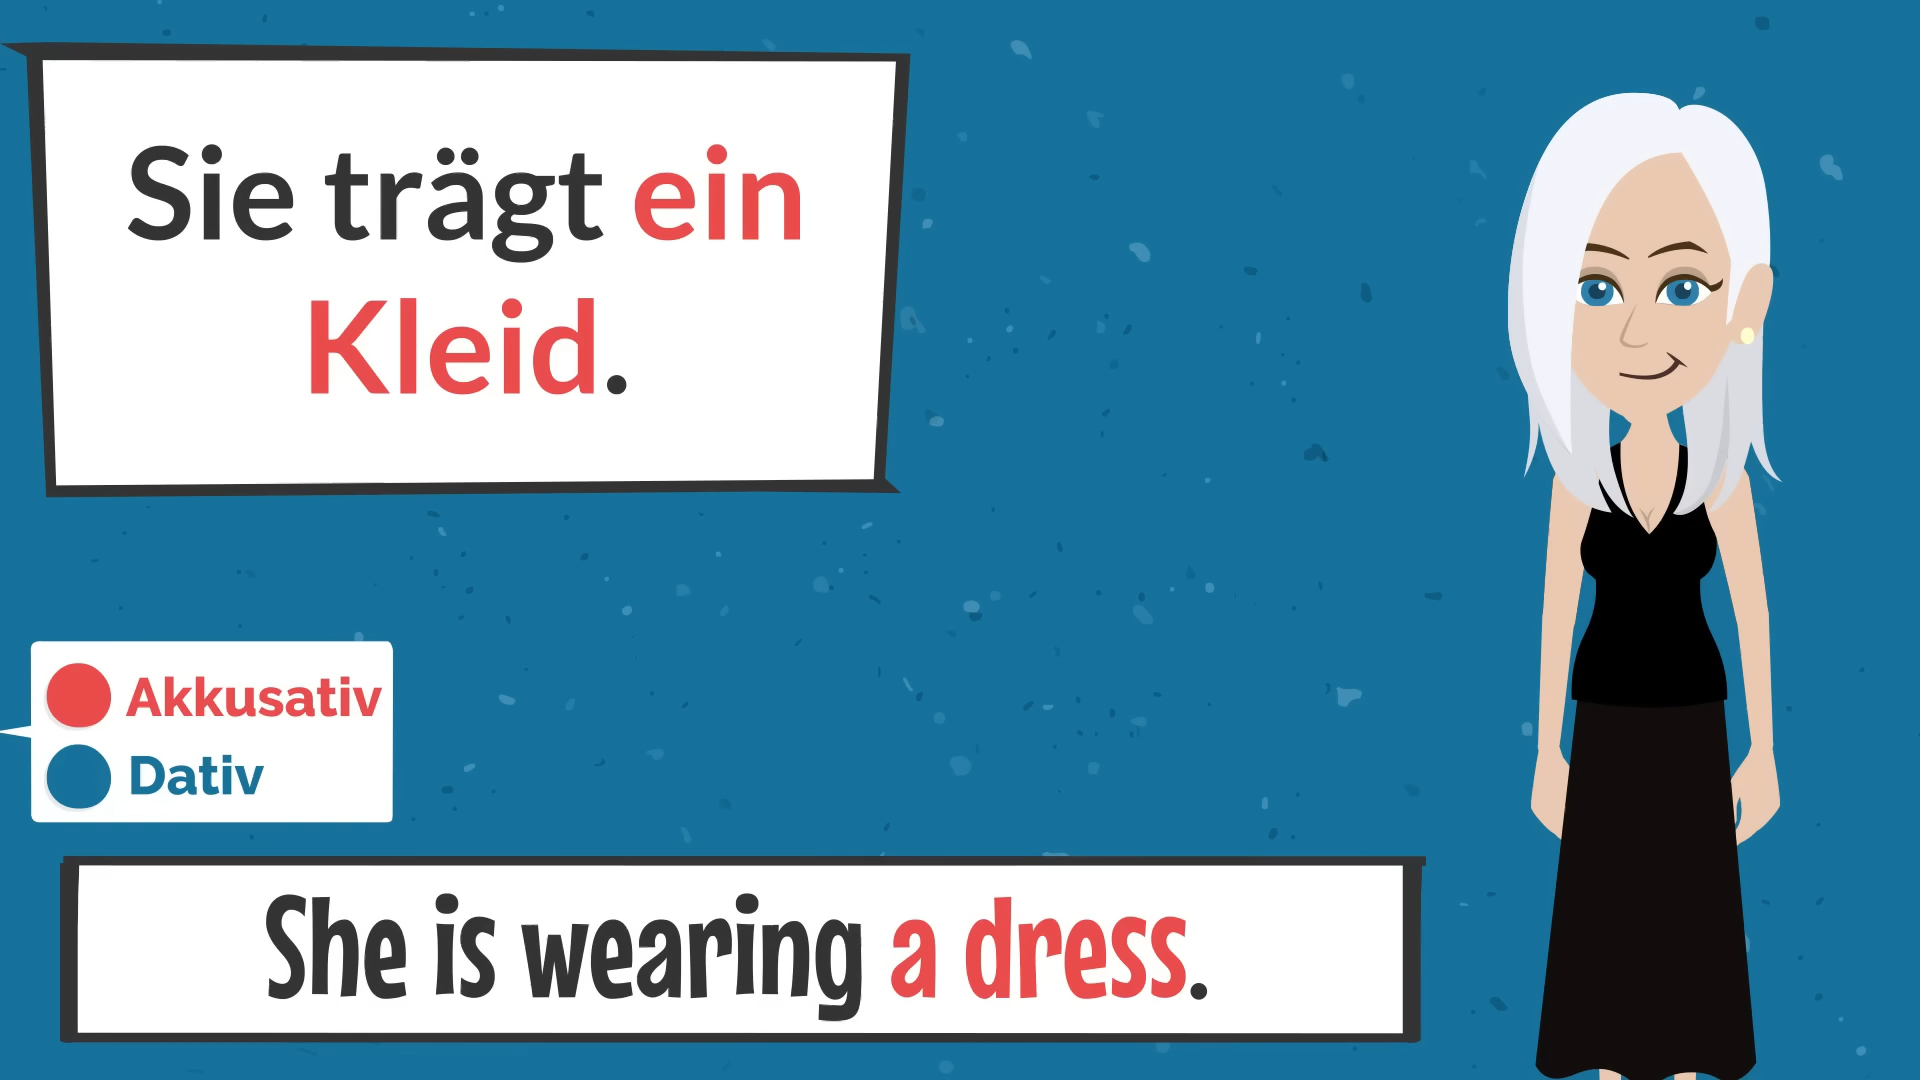 Sie trägt ein
Kleid.
Akkusativ
Dativ
She is wearing a dress.